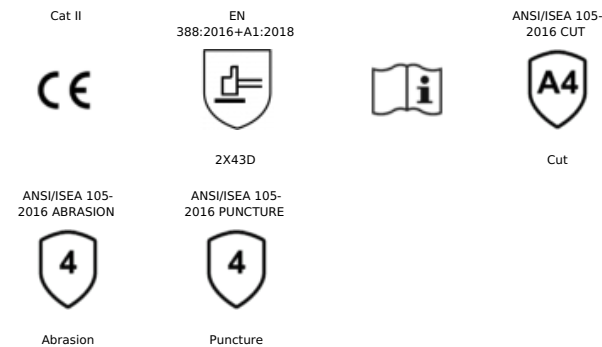 Cat II
EN
388:2016+A1:2018
ANSI/ISEA 105-
2016 CUT
CE
i
A4
2X43D
Cut
ANSI/ISEA 105-
2016 ABRASION
ANSI/ISEA 105-
2016 PUNCTURE
4
4
Abrasion
Puncture